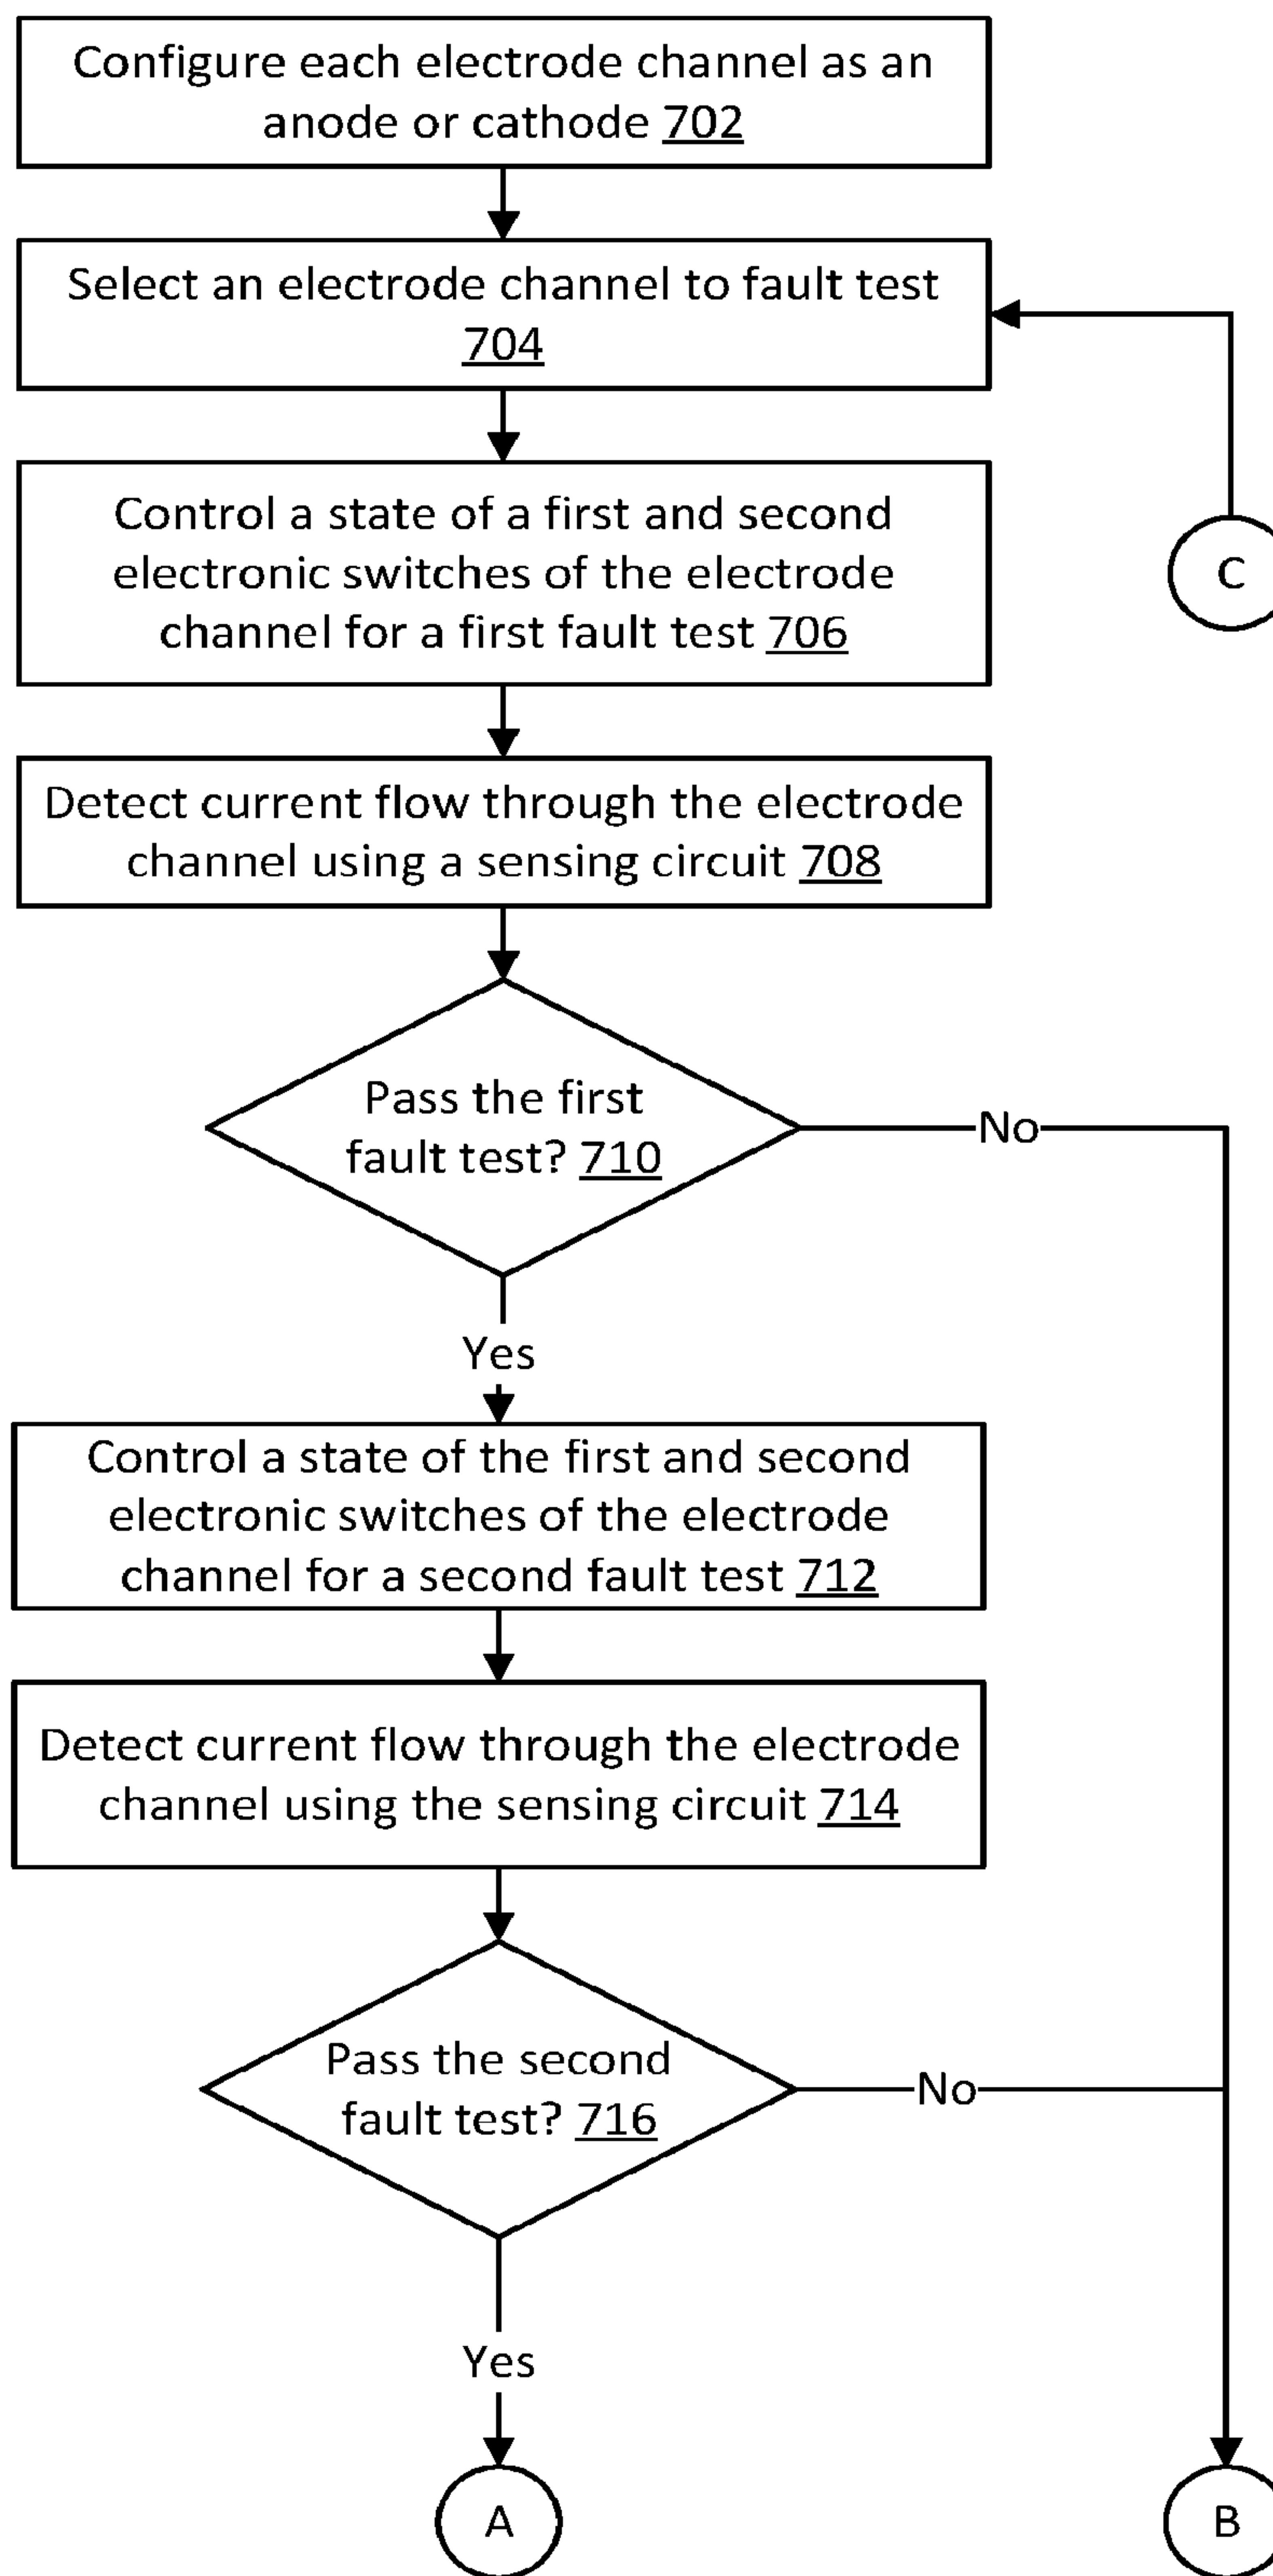 Configure each electrode channel as an
anode or cathode 702
Select an electrode channel to fault test
704
Control a state of a first and second
electronic switches of the electrode
channel for a first fault test 706
C
Detect current flow through the electrode
channel using a sensing circuit 708
Pass the first
fault test? 710
No
Yes
Control a state of the first and second
electronic switches of the electrode
channel for a second fault test 712
Detect current flow through the electrode
channel using the sensing circuit 714
Pass the second
fault test? 716
No
Yes
A
B